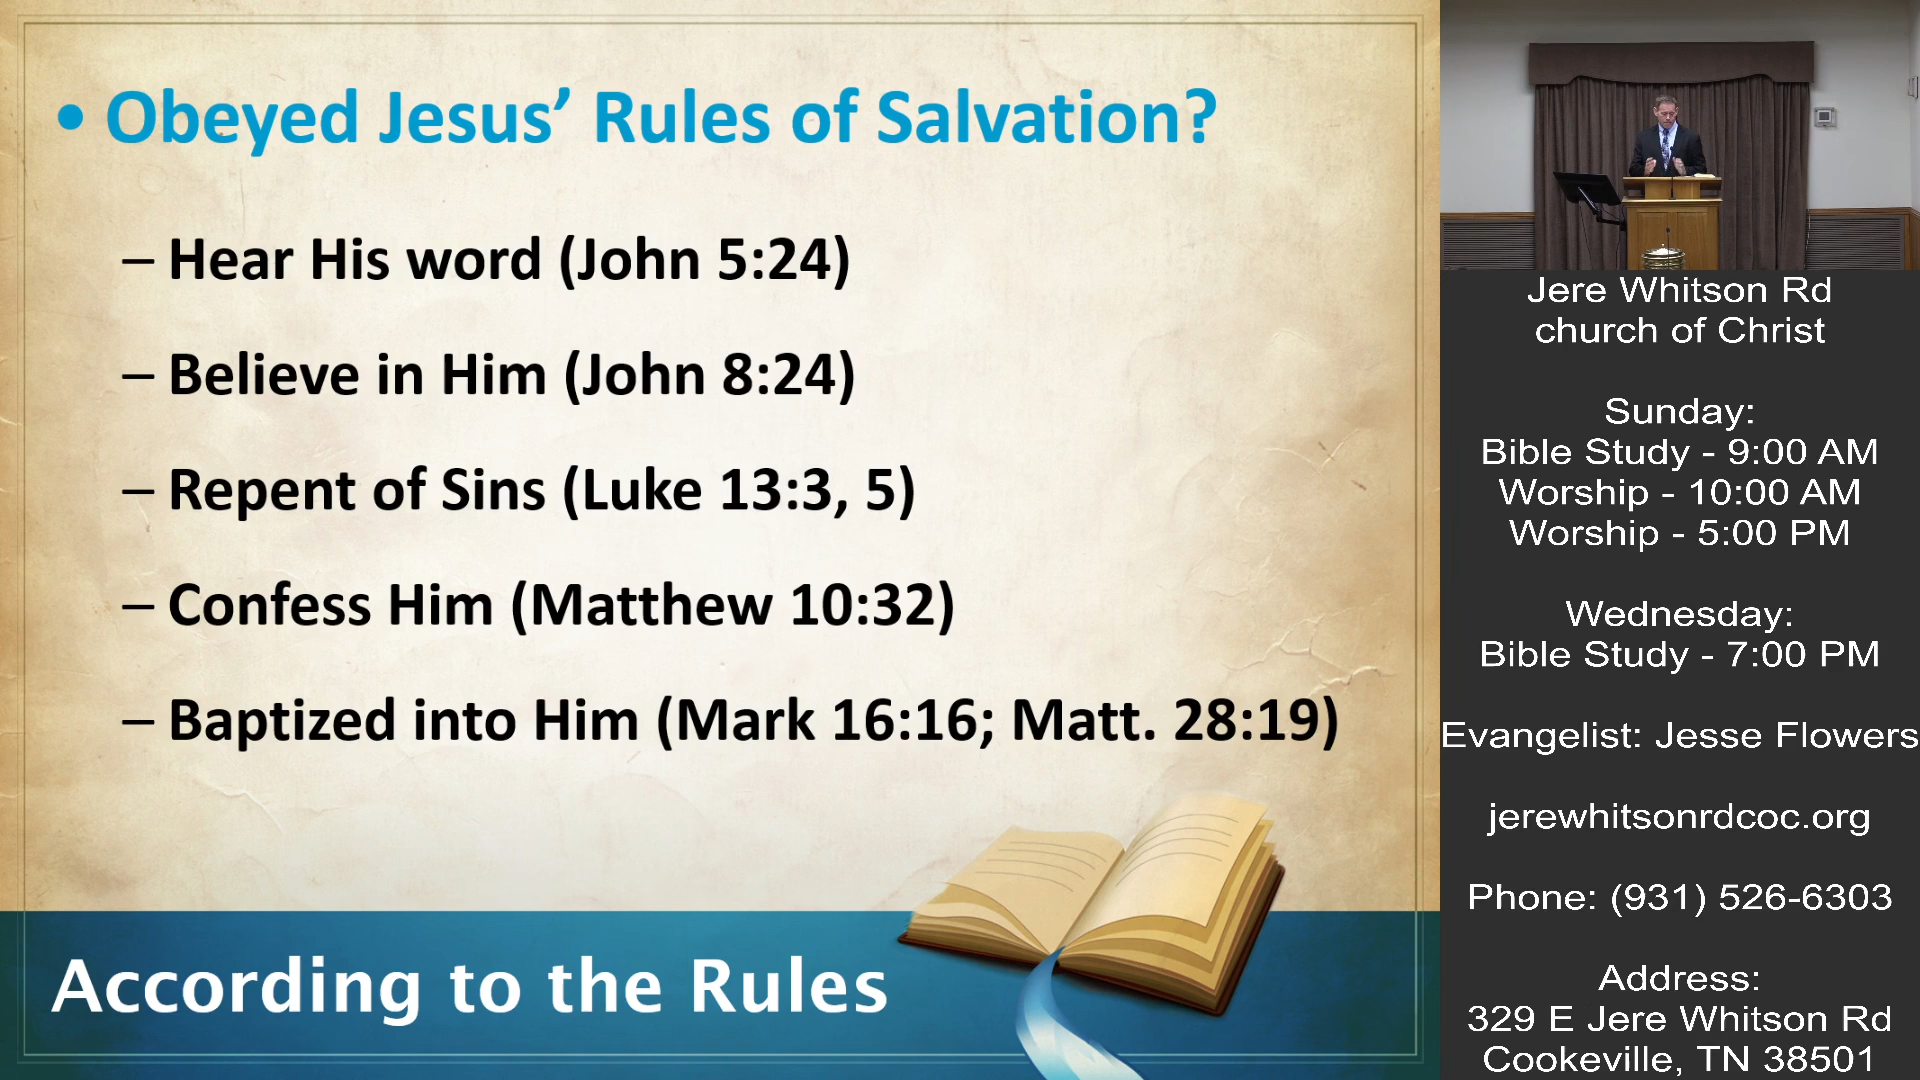 • Obeyed Jesus’ Rules of Salvation?
– Hear His word (John 5:24)
– Believe in Him (John 8:24)
– Repent of Sins (Luke 13:3, 5)
– Confess Him (Matthew 10:32)
– Baptized into Him (Mark 16:16; Matt. 28:19)
According to the Rules
Jere Whitson Rd
church of Christ
Sunday:
Bible Study - 9:00 AM
Worship - 10:00 AM
Worship - 5:00 PM
Wednesday:
Bible Study - 7:00 PM
Evangelist: Jesse Flowers
jerewhitsonrdcoc.org
Phone: (931) 526-6303
Address:
329 E Jere Whitson Rd
Cookeville, TN 38501